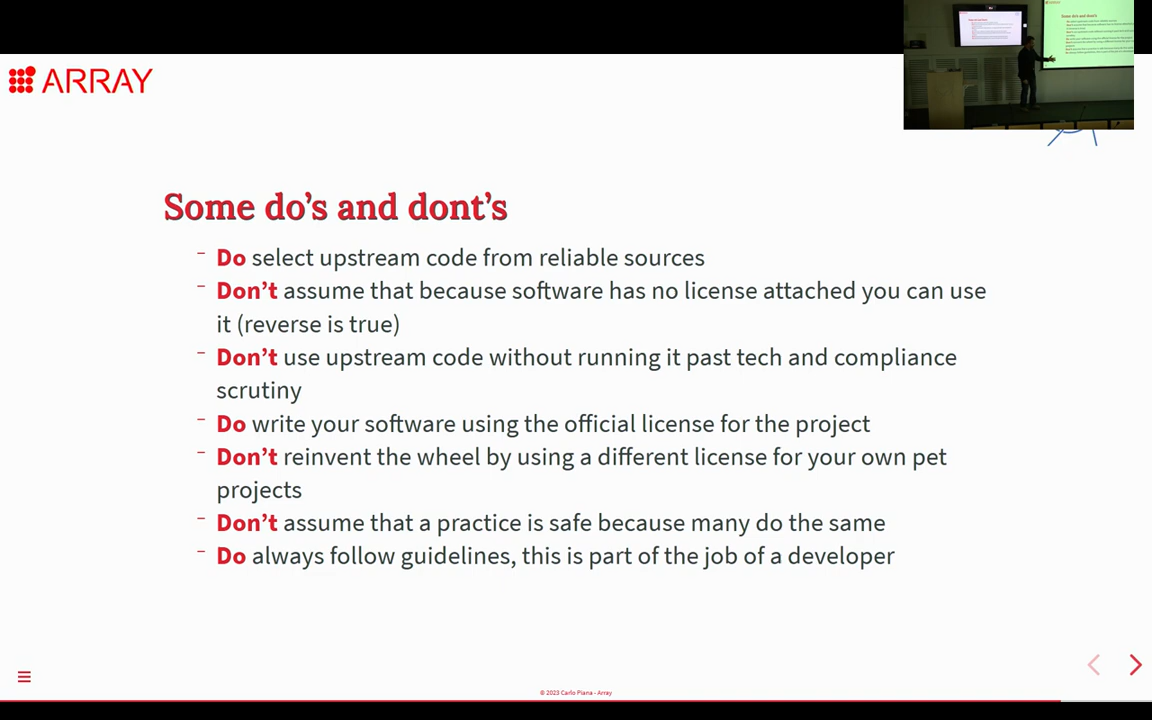 ARRAY
Some do’s and dont’s
Do select upstream code from reliable sources
Don’t assume that because software has no license attached you can use
it (reverse is true)
Don’t use upstream code without running it past tech and compliance
scrutiny
Do write your software using the official license for the project
Don’t reinvent the wheel by using a different license for your own pet
projects
Don’t assume that a practice is safe because many do the same
Do always follow guidelines, this is part of the job of a developer
© 2023 Carlo Piana - Array